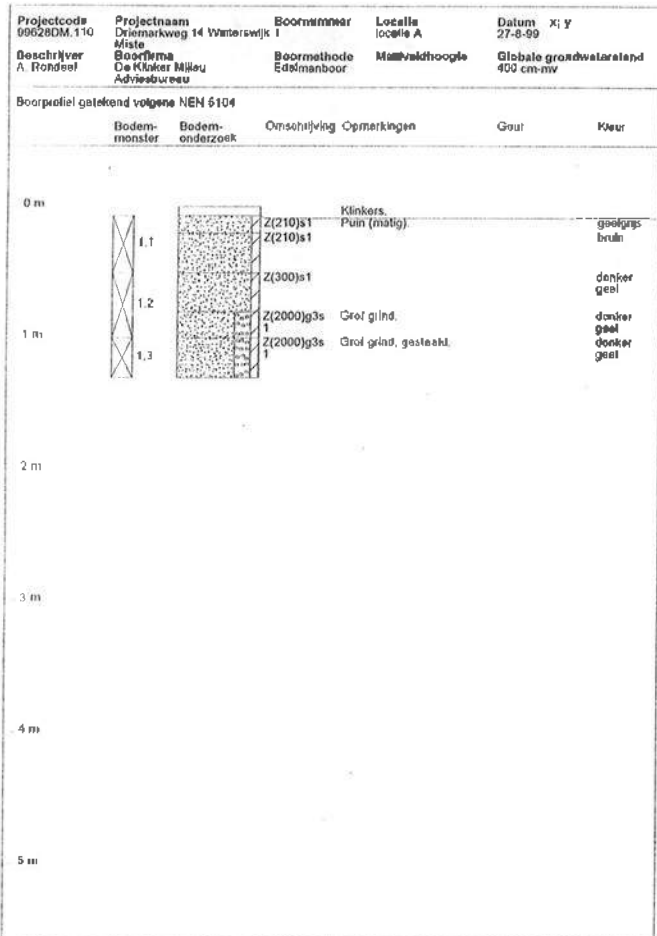 Projectcode Projectnaam Boornummer Locatie Datum X; Y
09628DM.110 Driemarkweg 14 Winterswijk 1 locatie A 27-8-99
Miste
Beschrijver Boorfirma Boormethode Maaiveldhoogte Globale grondwaterstand
A. Rondeel De Klinker Milieu Edelmanboor 400 cm-mv
Adviesbureau
Boorprofiel getekend volgens NEN 5104
Bodem- Bodem- Omschrijving Opmerkingen Geur Kleur
monster onderzoek
0 m
Klinkers.
Z(210)s1 Puin (matig). geelgrijs
1.1 Z(210)s1 bruin
Z(300)s1 donker
geel
1.2
Z(2000)g3s Grof grind. donker
1 geel
1 m
Z(2000)g3s Grof grind, gestaakt. donker
1 geel
1.3
2 m
3 m
4 m
5 m